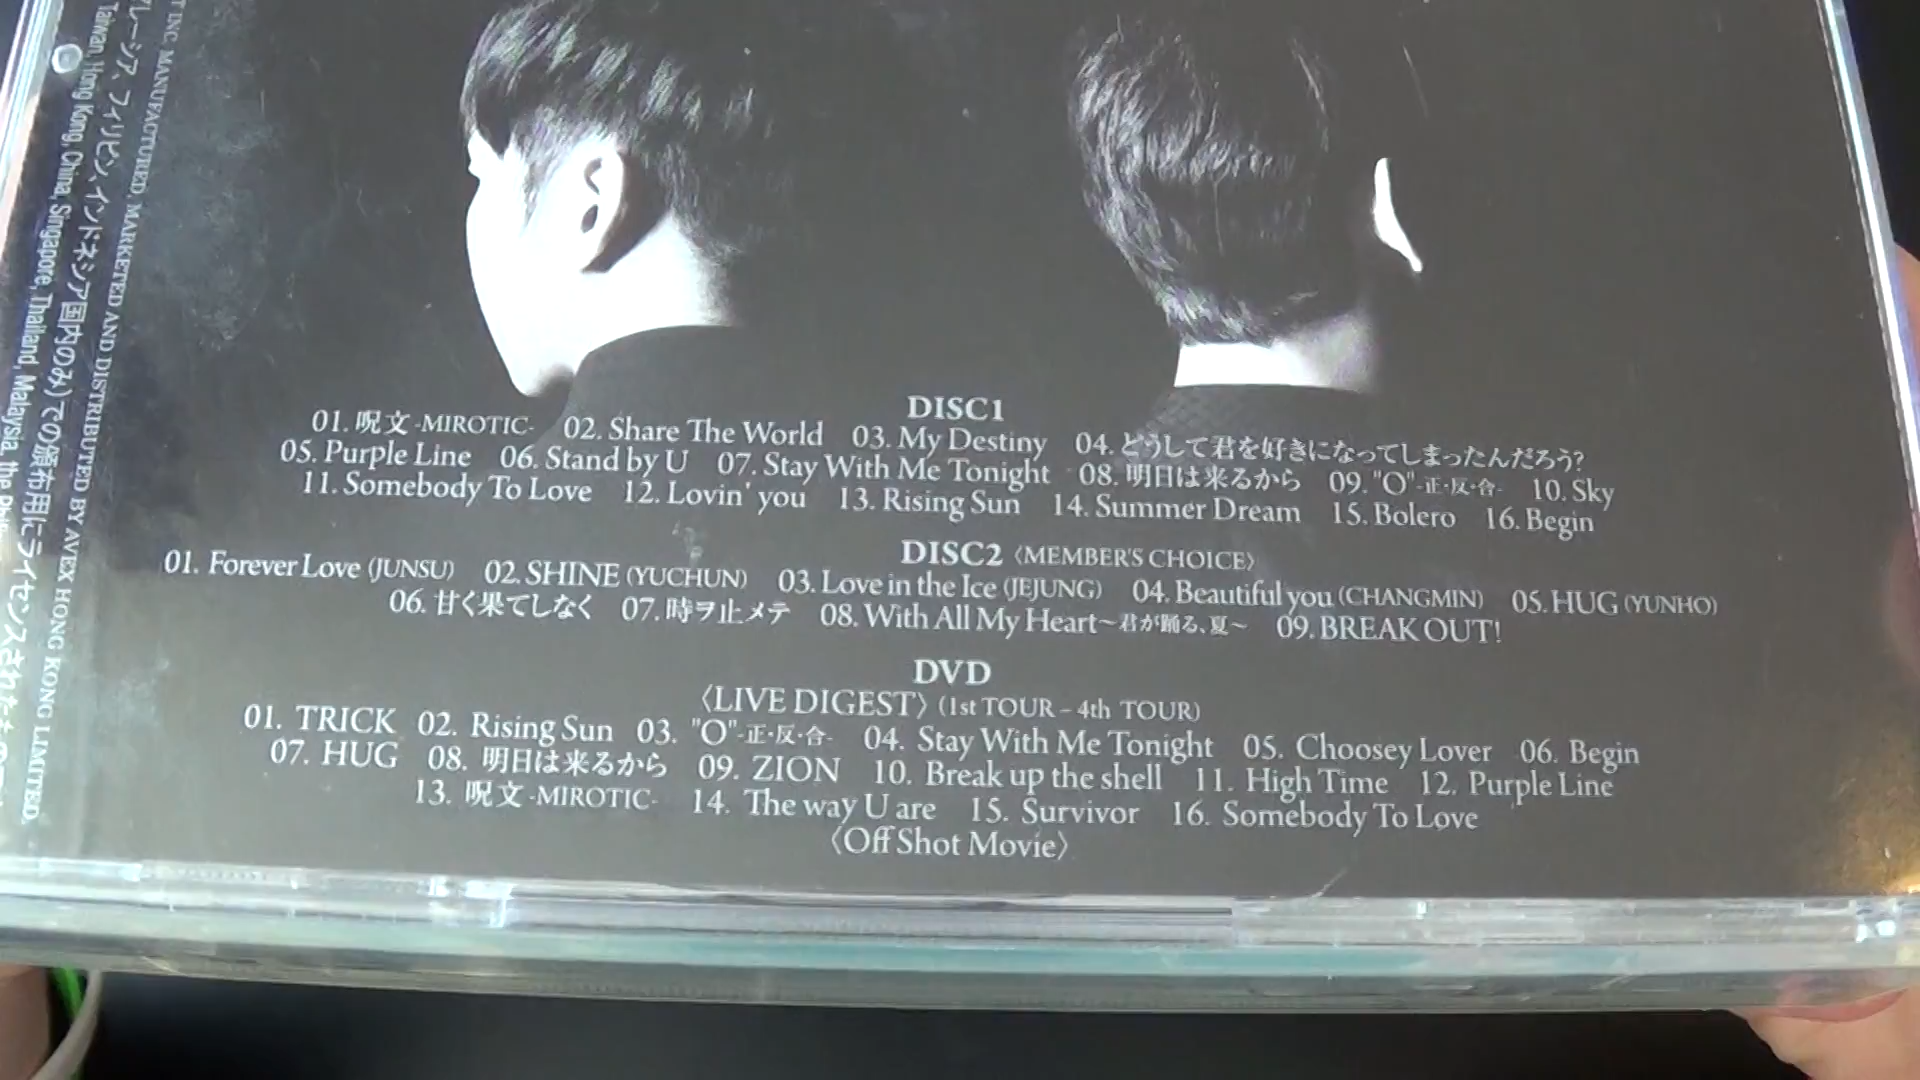 DISC1
01. 呪文 -MIROTIC- 02. Share The World 03. My Destiny 04. どうして君を好きになってしまったんだろう?
05. Purple Line 06. Stand by U 07. Stay With Me Tonight 08. 明日は来るから 09. "O"-正・反・合- 10. Sky
11. Somebody To Love 12. Lovin' you 13. Rising Sun 14. Summer Dream 15. Bolero 16. Begin
DISC2 〈MEMBER'S CHOICE〉
01. Forever Love (JUNSU) 02. SHINE (YUCHUN) 03. Love in the Ice (JEJUNG) 04. Beautiful you (CHANGMIN) 05. HUG (YUNHO)
06. 甘く果てしなく 07. 時ヲ止メテ 08. With All My Heart~君が踊る、夏~ 09. BREAK OUT!
DVD
〈LIVE DIGEST〉 (1st TOUR – 4th TOUR)
01. TRICK 02. Rising Sun 03. "O"-正・反・合- 04. Stay With Me Tonight 05. Choosey Lover 06. Begin
07. HUG 08. 明日は来るから 09. ZION 10. Break up the shell 11. High Time 12. Purple Line
13. 呪文 -MIROTIC- 14. The way U are 15. Survivor 16. Somebody To Love
〈Off Shot Movie〉
MANUFACTURED, MARKETED AND DISTRIBUTED BY AVEX HONG KONG LIMITED.
フィリピン、インドネシア国内のみ)での頒布用にライセンスされたもの
Taiwan, Hong Kong, China, Singapore, Thailand, Malaysia, the